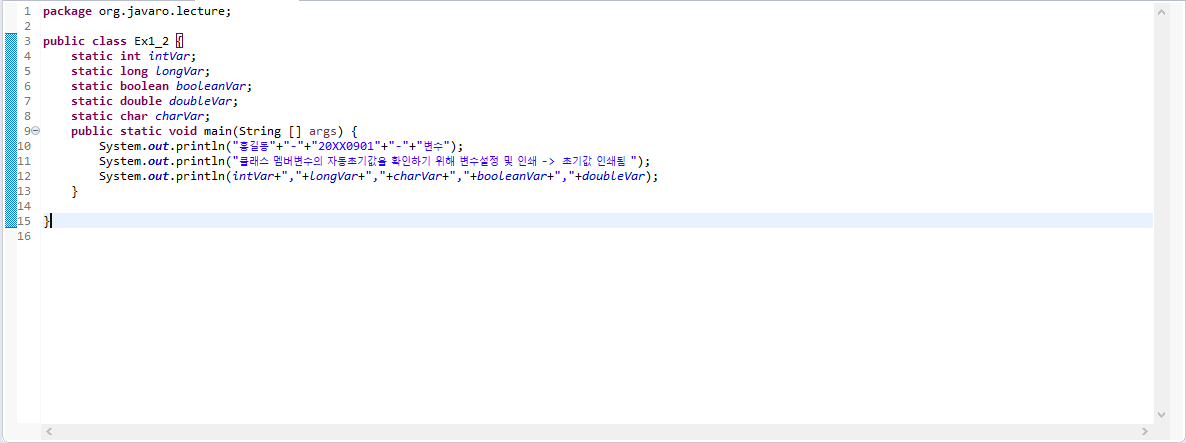 1 package org.javaro.lecture;
2
3 public class Ex1_2 {
4 static int intVar;
5 static long longVar;
6 static boolean booleanVar;
7 static double doubleVar;
8 static char charVar;
9 public static void main(String [] args) {
10 System.out.println("홍길동"+"-"+"20XX0901"+"-"+"변수");
11 System.out.println("클래스 멤버변수의 자동초기값을 확인하기 위해 변수설정 및 인쇄 -> 초기값 인쇄됨 ");
12 System.out.println(intVar+","+longVar+","+charVar+","+booleanVar+","+doubleVar);
13 }
14
15 }
16